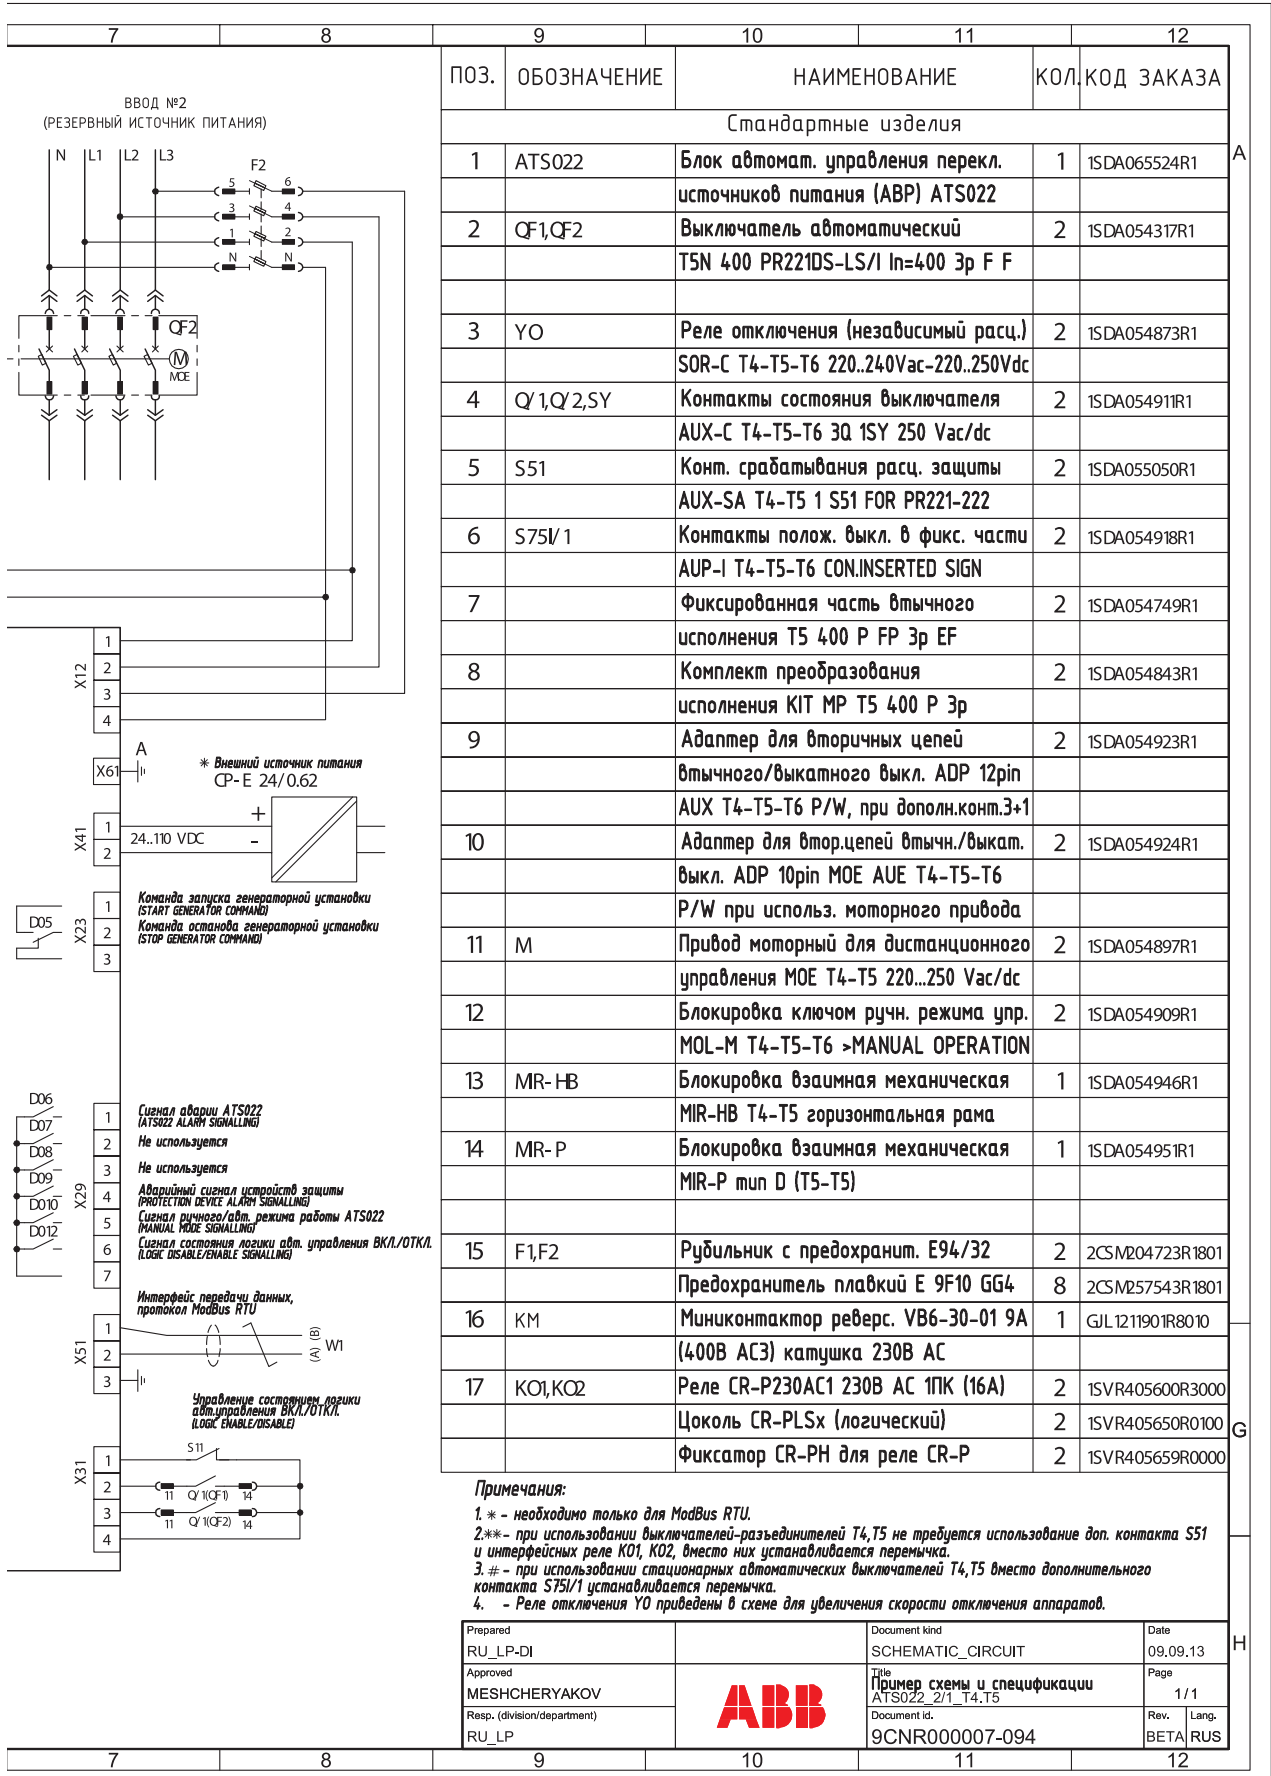 7 8 9 10 11 12
ВВОД №2
(РЕЗЕРВНЫЙ ИСТОЧНИК ПИТАНИЯ)
N L1 L2 L3
F2
5 6
3 4
1 2
N N
QF2
M
MOE
X12
1
2
3
4
X61
A
* Внешний источник питания
CP-E 24/0.62
+
-
X41
1
2
24..110 VDC
X23
1
2
3
D05
Команда запуска генераторной установки
(START GENERATOR COMMAND)
Команда останова генераторной установки
(STOP GENERATOR COMMAND)
D06
D07
D08
D09
D010
D012
X29
1
2
3
4
5
6
7
Сигнал аварии ATS022
(ATS022 ALARM SIGNALLING)
Не используется
Не используется
Аварийный сигнал устройств защиты
(PROTECTION DEVICE ALARM SIGNALLING)
Сигнал ручного/авт. режима работы ATS022
(MANUAL MODE SIGNALLING)
Сигнал состояния логики авт. управления ВКЛ./ОТКЛ.
(LOGIC DISABLE/ENABLE SIGNALLING)
Интерфейс передачи данных,
протокол ModBus RTU
X51
1
2
3
(B)
(A)
W1
Управление состоянием логики
авт.управления ВКЛ./ОТКЛ.
(LOGIC ENABLE/DISABLE)
X31
1
2
3
4
S11
11 Q/1(QF1) 14
11 Q/1(QF2) 14
ПОЗ. ОБОЗНАЧЕНИЕ НАИМЕНОВАНИЕ КОЛ. КОД ЗАКАЗА
Стандартные изделия
1 ATS022 Блок автомат. управления перекл. 1 1SDA065524R1
источников питания (АВР) ATS022
2 QF1,QF2 Выключатель автоматический 2 1SDA054317R1
T5N 400 PR221DS-LS/I In=400 3p F F
3 YO Реле отключения (независимый расц.) 2 1SDA054873R1
SOR-C T4-T5-T6 220..240Vac-220..250Vdc
4 Q/1,Q/2,SY Контакты состояния выключателя 2 1SDA054911R1
AUX-C T4-T5-T6 3Q 1SY 250 Vac/dc
5 S51 Конт. срабатывания расц. защиты 2 1SDA055050R1
AUX-SA T4-T5 1 S51 FOR PR221-222
6 S75I/1 Контакты полож. выкл. в фикс. части 2 1SDA054918R1
AUP-I T4-T5-T6 CON.INSERTED SIGN
7 Фиксированная часть втычного 2 1SDA054749R1
исполнения T5 400 P FP 3p EF
8 Комплект преобразования 2 1SDA054843R1
исполнения KIT MP T5 400 P 3p
9 Адаптер для вторичных цепей 2 1SDA054923R1
втычного/выкатного выкл. ADP 12pin
AUX T4-T5-T6 P/W, при дополн.конт.3+1
10 Адаптер для втор.цепей втычн./выкат. 2 1SDA054924R1
выкл. ADP 10pin MOE AUE T4-T5-T6
P/W при использ. моторного привода
11 M Привод моторный для дистанционного 2 1SDA054897R1
управления MOE T4-T5 220...250 Vac/dc
12 Блокировка ключом ручн. режима упр. 2 1SDA054909R1
MOL-M T4-T5-T6 >MANUAL OPERATION
13 MIR-HB Блокировка взаимная механическая 1 1SDA054946R1
MIR-HB T4-T5 горизонтальная рама
14 MIR-P Блокировка взаимная механическая 1 1SDA054951R1
MIR-P тип D (T5-T5)
15 F1,F2 Рубильник с предохранит. E94/32 2 2CSM204723R1801
Предохранитель плавкий E 9F10 GG4 8 2CSM257543R1801
16 KM Миниконтактор реверс. VB6-30-01 9A 1 GJL1211901R8010
(400В AC3) катушка 230В AC
17 KO1,KO2 Реле CR-P230AC1 230В AC 1ПК (16А) 2 1SVR405600R3000
Цоколь CR-PLSx (логический) 2 1SVR405650R0100
Фиксатор CR-PH для реле CR-P 2 1SVR405659R0000
A
G
H
Примечания:
1. * - необходимо только для ModBus RTU.
2.**- при использовании выключателей-разъединителей T4,T5 не требуется использование доп. контакта S51
и интерфейсных реле KO1, KO2, вместо них устанавливается перемычка.
3. # - при использовании стационарных автоматических выключателей T4,T5 вместо дополнительного
контакта S75I/1 устанавливается перемычка.
4. - Реле отключения YO приведены в схеме для увеличения скорости отключения аппаратов.
Prepared
RU_LP-DI
Approved
MESHCHERYAKOV
Resp. (division/department)
RU_LP
ABB
Document kind
SCHEMATIC_CIRCUIT
Title
Пример схемы и спецификации
ATS022_2/1_T4.T5
Document id.
9CNR000007-094
Date
09.09.13
Page
1/1
Rev. Lang.
BETA RUS
7 8 9 10 11 12